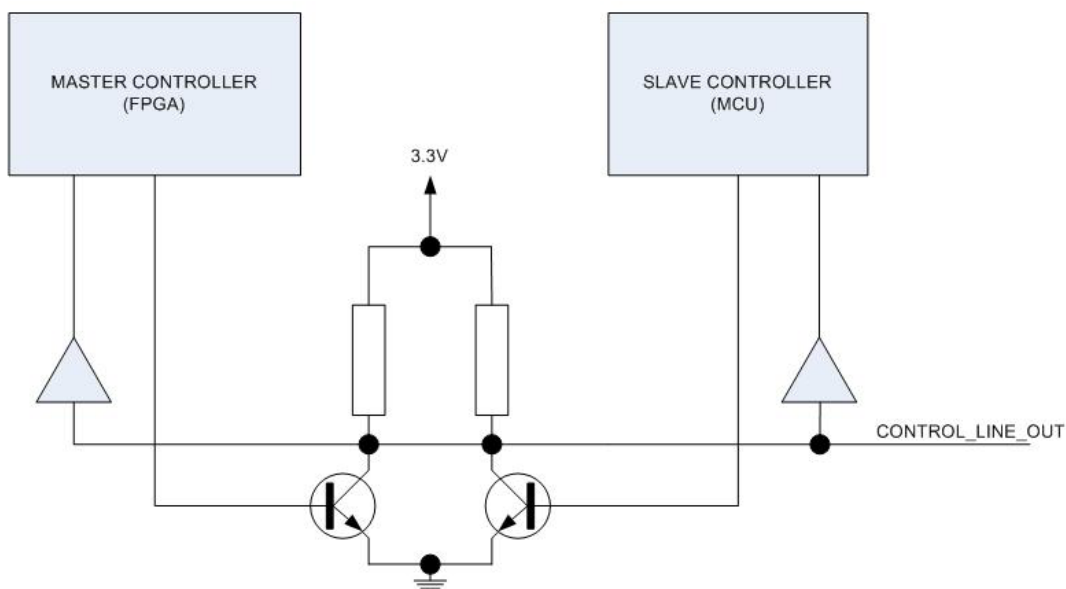 MASTER CONTROLLER
(FPGA)
SLAVE CONTROLLER
(MCU)
3.3V
CONTROL_LINE_OUT